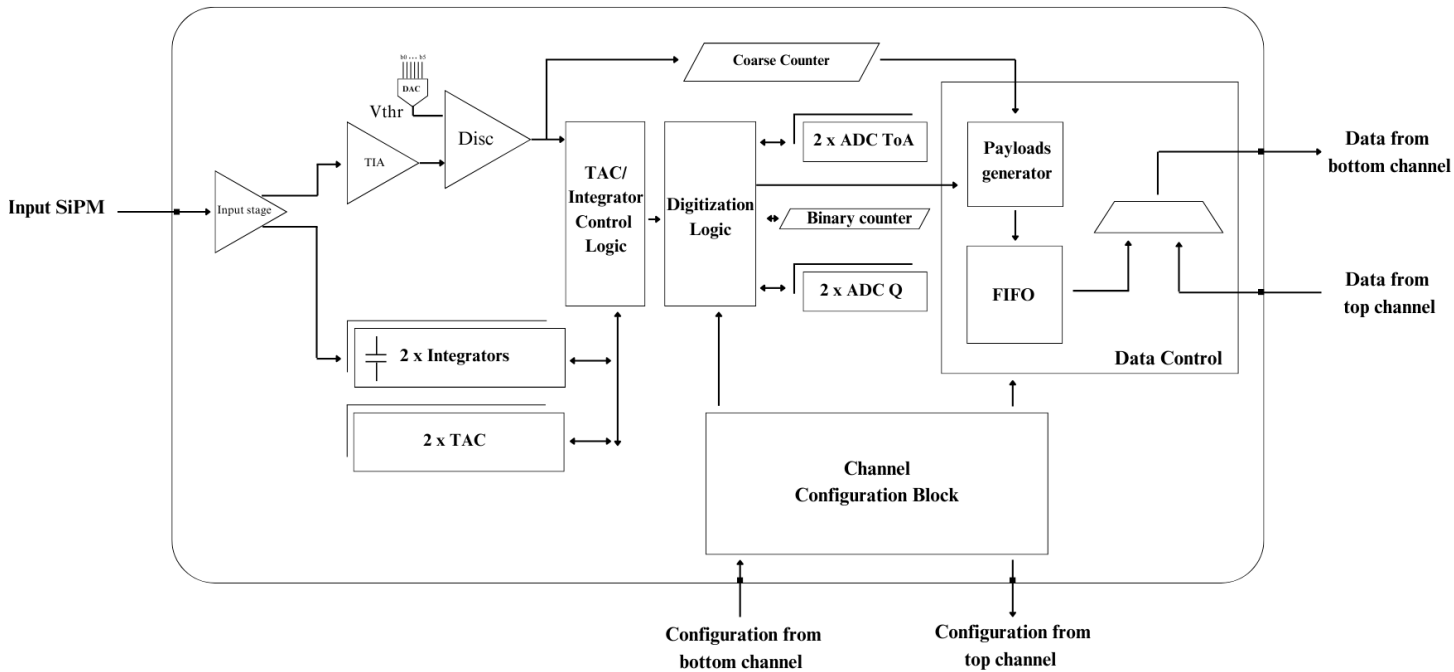 b0 --- b5
DAC
Vthr
Disc
TIA
Input stage
Input SiPM
Coarse Counter
TAC/
Integrator
Control
Logic
Digitization
Logic
2 x ADC ToA
Binary counter
2 x ADC Q
Payloads
generator
FIFO
Data Control
Data from
bottom channel
Data from
top channel
2 x Integrators
2 x TAC
Channel
Configuration Block
Configuration from
bottom channel
Configuration from
top channel